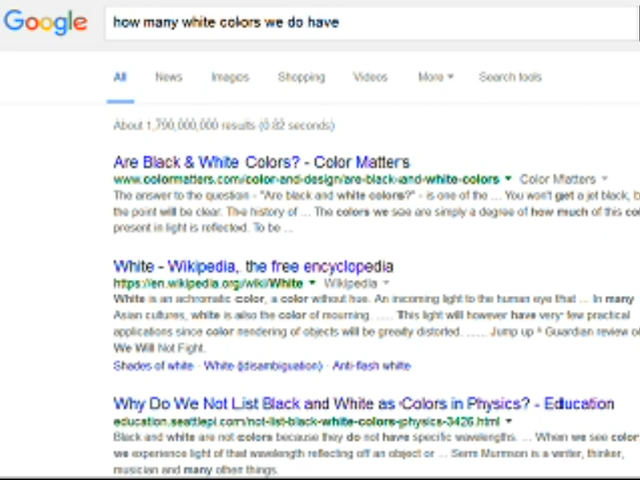 Google how many white colors we do have
All News Images Shopping Videos More Search tools
About 1,790,000,000 results (0.82 seconds)
Are Black & White Colors? - Color Matters
www.colormatters.com/color-and-design/are-black-and-white-colors Color Matters
The answer to the question - "Are black and white colors?" - is one of the ... You won't get a jet black, b
the point will be clear. The history of ... The colors we see are simply a degree of how much of this co
present in light is reflected. To be ...
White - Wikipedia, the free encyclopedia
https://en.wikipedia.org/wiki/White Wikipedia
White is an achromatic color, a color without hue. An incoming light to the human eye that ... In many
Asian cultures, white is also the color of mourning. ..... This light will however have very few practical
applications since color rendering of objects will be greatly distorted. ...... Jump up ^ Guardian review o
We Will Not Fight.
Shades of white · White (disambiguation) · Anti-flash white
Why Do We Not List Black and White as Colors in Physics? - Education
education.seattlepi.com/not-list-black-white-colors-physics-3426.html
Black and white are not colors because they do not have specific wavelengths. ... When we see color
we experience light of that wavelength reflecting off an object or ... Serm Murmson is a writer, thinker,
musician and many other things.